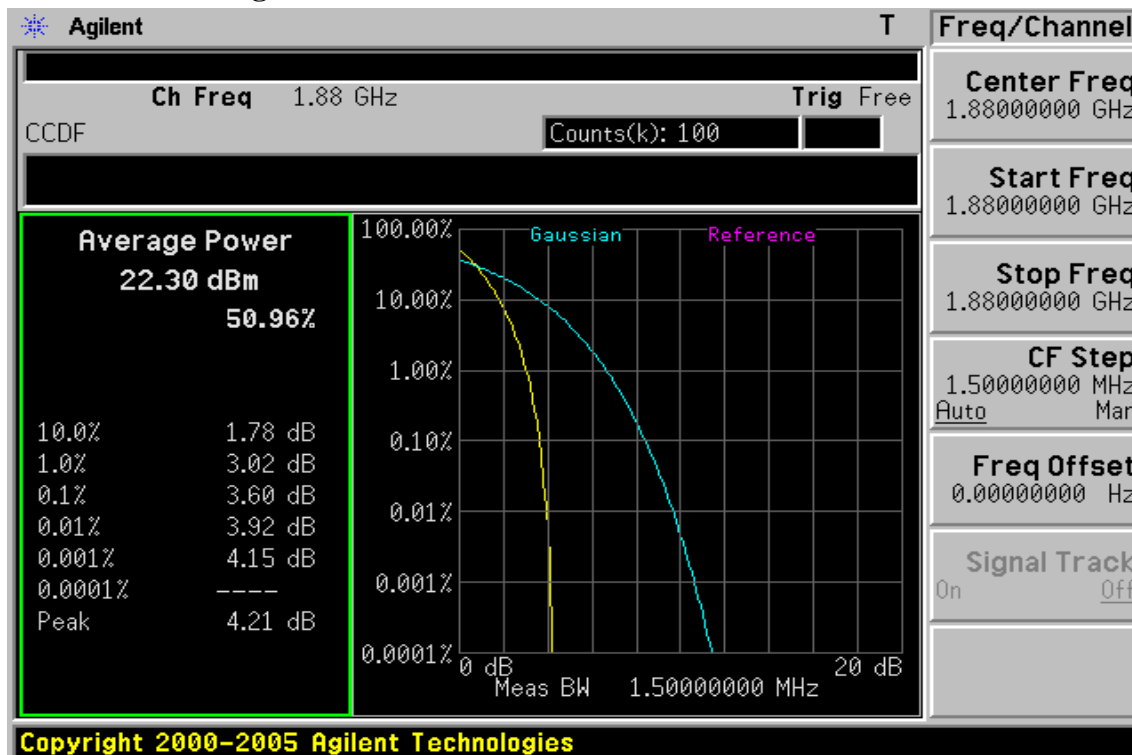 Agilent T Freq/Channel
Ch Freq 1.88 GHz Trig Free
CCDF Counts(k): 100
Center Freq
1.88000000 GHz
Start Freq
1.88000000 GHz
Stop Freq
1.88000000 GHz
CF Step
1.50000000 MHz
Auto Man
Freq Offset
0.00000000 Hz
Signal Track
On Off
Average Power
22.30 dBm
50.96%
10.0% 1.78 dB
1.0% 3.02 dB
0.1% 3.60 dB
0.01% 3.92 dB
0.001% 4.15 dB
0.0001% ----
Peak 4.21 dB
Gaussian Reference
100.00%
10.00%
1.00%
0.10%
0.01%
0.001%
0.0001%
0 dB 20 dB
Meas BW 1.50000000 MHz
Copyright 2000-2005 Agilent Technologies